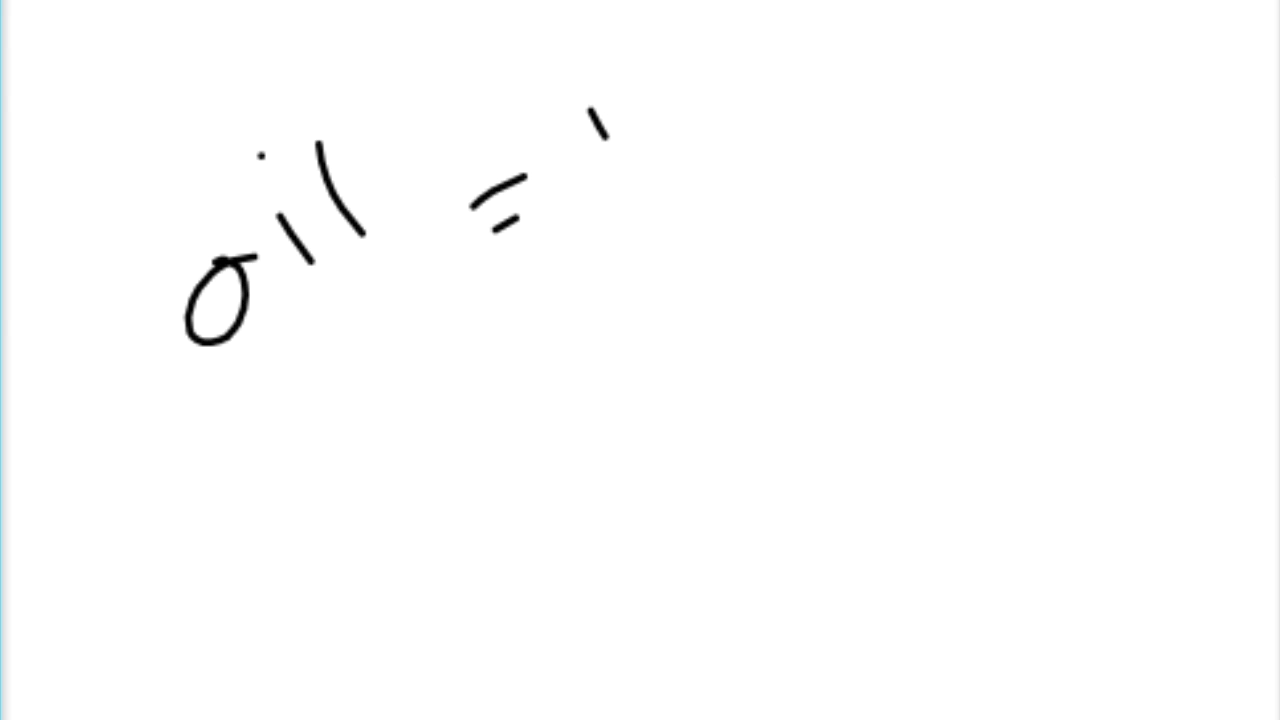 oil = '